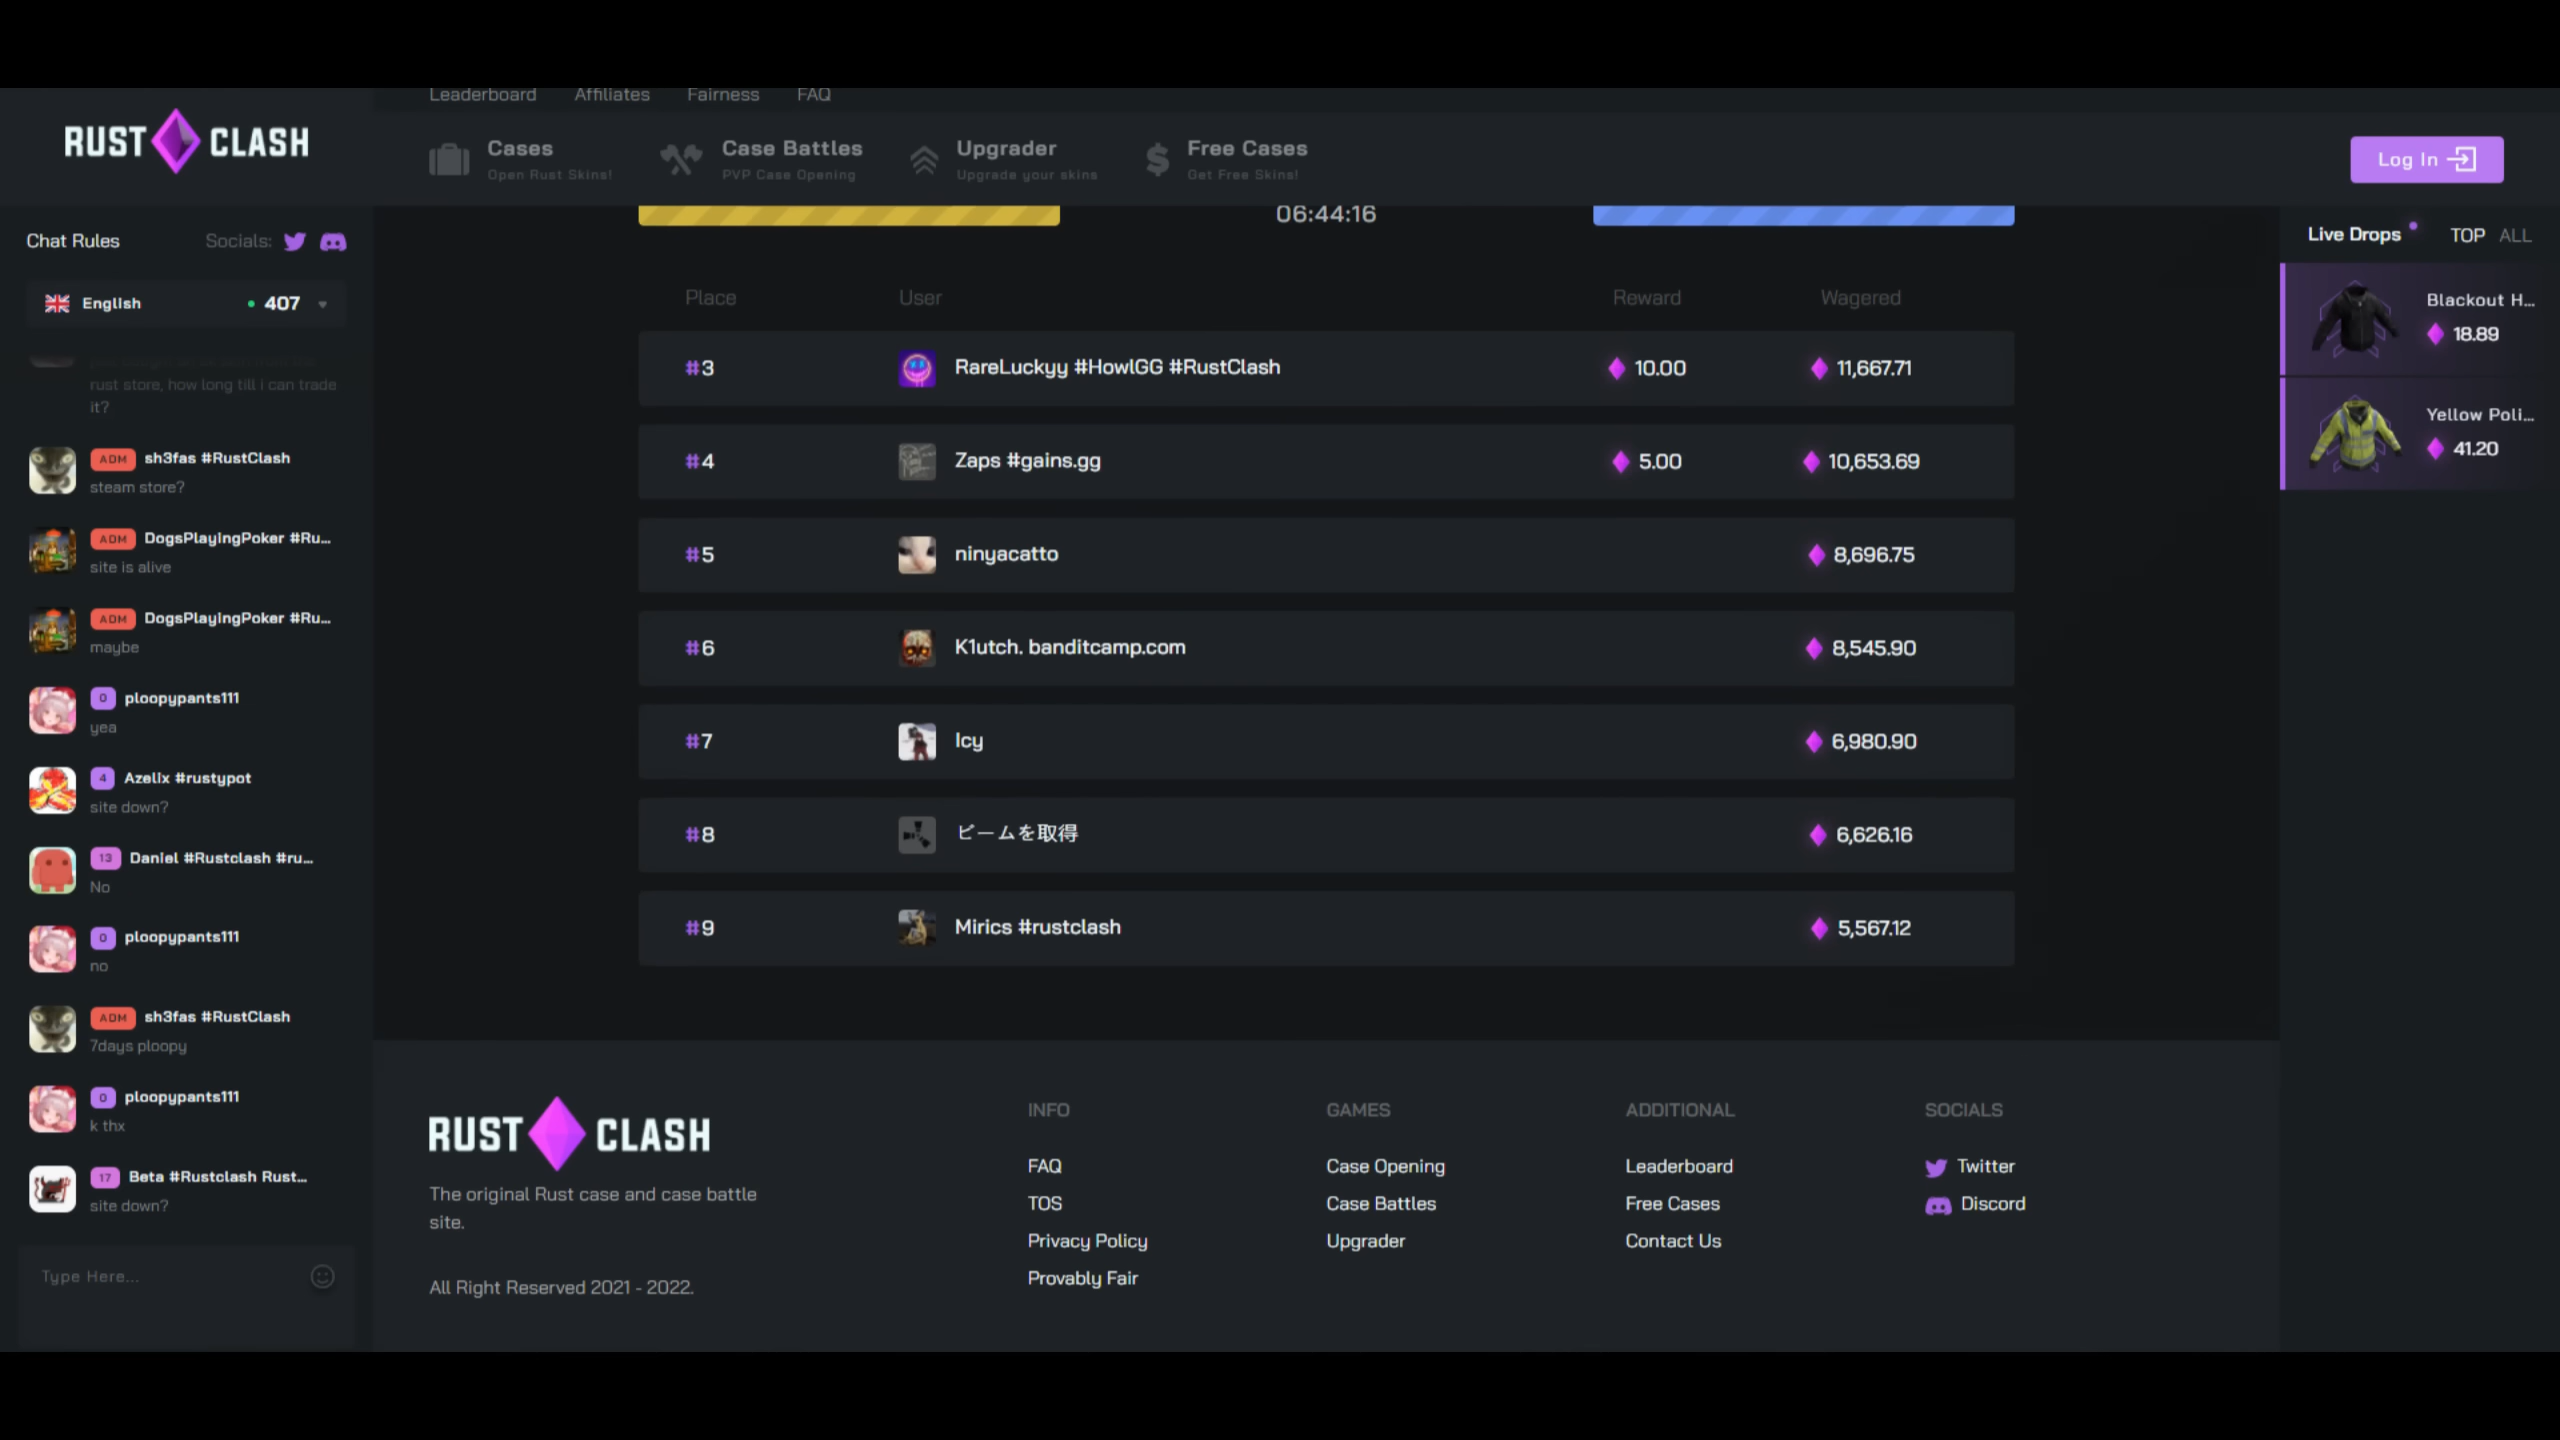 Leaderboard Affiliates Fairness FAQ
RUST CLASH
Cases
Open Rust Skins!
Case Battles
PVP Case Opening
Upgrader
Upgrade your skins
Free Cases
Get Free Skins!
Log In
Chat Rules
Socials:
English
407
rust store, how long till i can trade
it?
ADM sh3fas #RustClash
steam store?
ADM DogsPlayingPoker #Ru...
site is alive
ADM DogsPlayingPoker #Ru...
maybe
0 ploopypants111
yea
4 Azelix #rustypot
site down?
13 Daniel #Rustclash #ru...
No
0 ploopypants111
no
ADM sh3fas #RustClash
7days ploopy
0 ploopypants111
k thx
17 Beta #Rustclash Rust...
site down?
Type Here...
06:44:16
Place User Reward Wagered
#3 RareLuckyy #HowlGG #RustClash 10.00 11,667.71
#4 Zaps #gains.gg 5.00 10,653.69
#5 ninyacatto 8,696.75
#6 K1utch. banditcamp.com 8,545.90
#7 Icy 6,980.90
#8 ビームを取得 6,626.16
#9 Mirics #rustclash 5,567.12
Live Drops TOP ALL
Blackout H...
18.89
Yellow Poli...
41.20
RUST CLASH
The original Rust case and case battle
site.
All Right Reserved 2021 - 2022.
INFO
FAQ
TOS
Privacy Policy
Provably Fair
GAMES
Case Opening
Case Battles
Upgrader
ADDITIONAL
Leaderboard
Free Cases
Contact Us
SOCIALS
Twitter
Discord